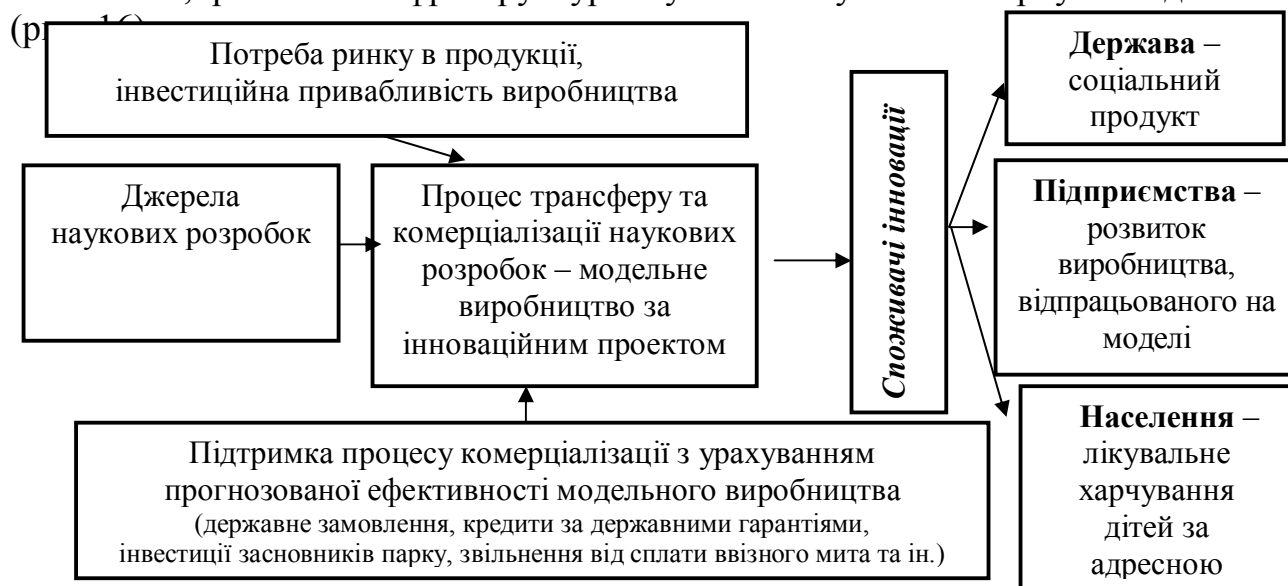 Потреба ринку в продукції,
інвестиційна привабливість виробництва
Джерела
наукових розробок
Процес трансферу та
комерціалізації наукових
розробок – модельне
виробництво за
інноваційним проектом
Підтримка процесу комерціалізації з урахуванням
прогнозованої ефективності модельного виробництва
(державне замовлення, кредити за державними гарантіями,
інвестиції засновників парку, звільнення від сплати ввізного мита та ін.)
Споживачі інновації
Держава –
соціальний
продукт
Підприємства –
розвиток
виробництва,
відпрацьованого на
моделі
Населення –
лікувальне
харчування
дітей за
адресною